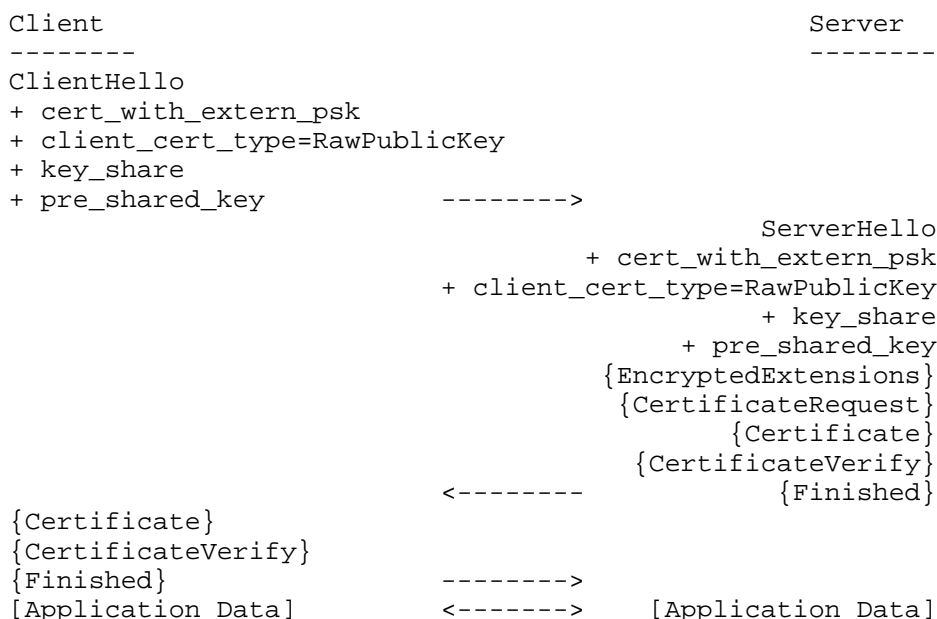 Client                                           Server
--------                                           --------
ClientHello
+ cert_with_extern_psk
+ client_cert_type=RawPublicKey
+ key_share
+ pre_shared_key            -------->
                                                ServerHello
                                     + cert_with_extern_psk
                            + client_cert_type=RawPublicKey
                                                + key_share
                                           + pre_shared_key
                                      {EncryptedExtensions}
                                       {CertificateRequest}
                                              {Certificate}
                                        {CertificateVerify}
                            <--------            {Finished}
{Certificate}
{CertificateVerify}
{Finished}                  -------->
[Application Data]          <------->    [Application Data]